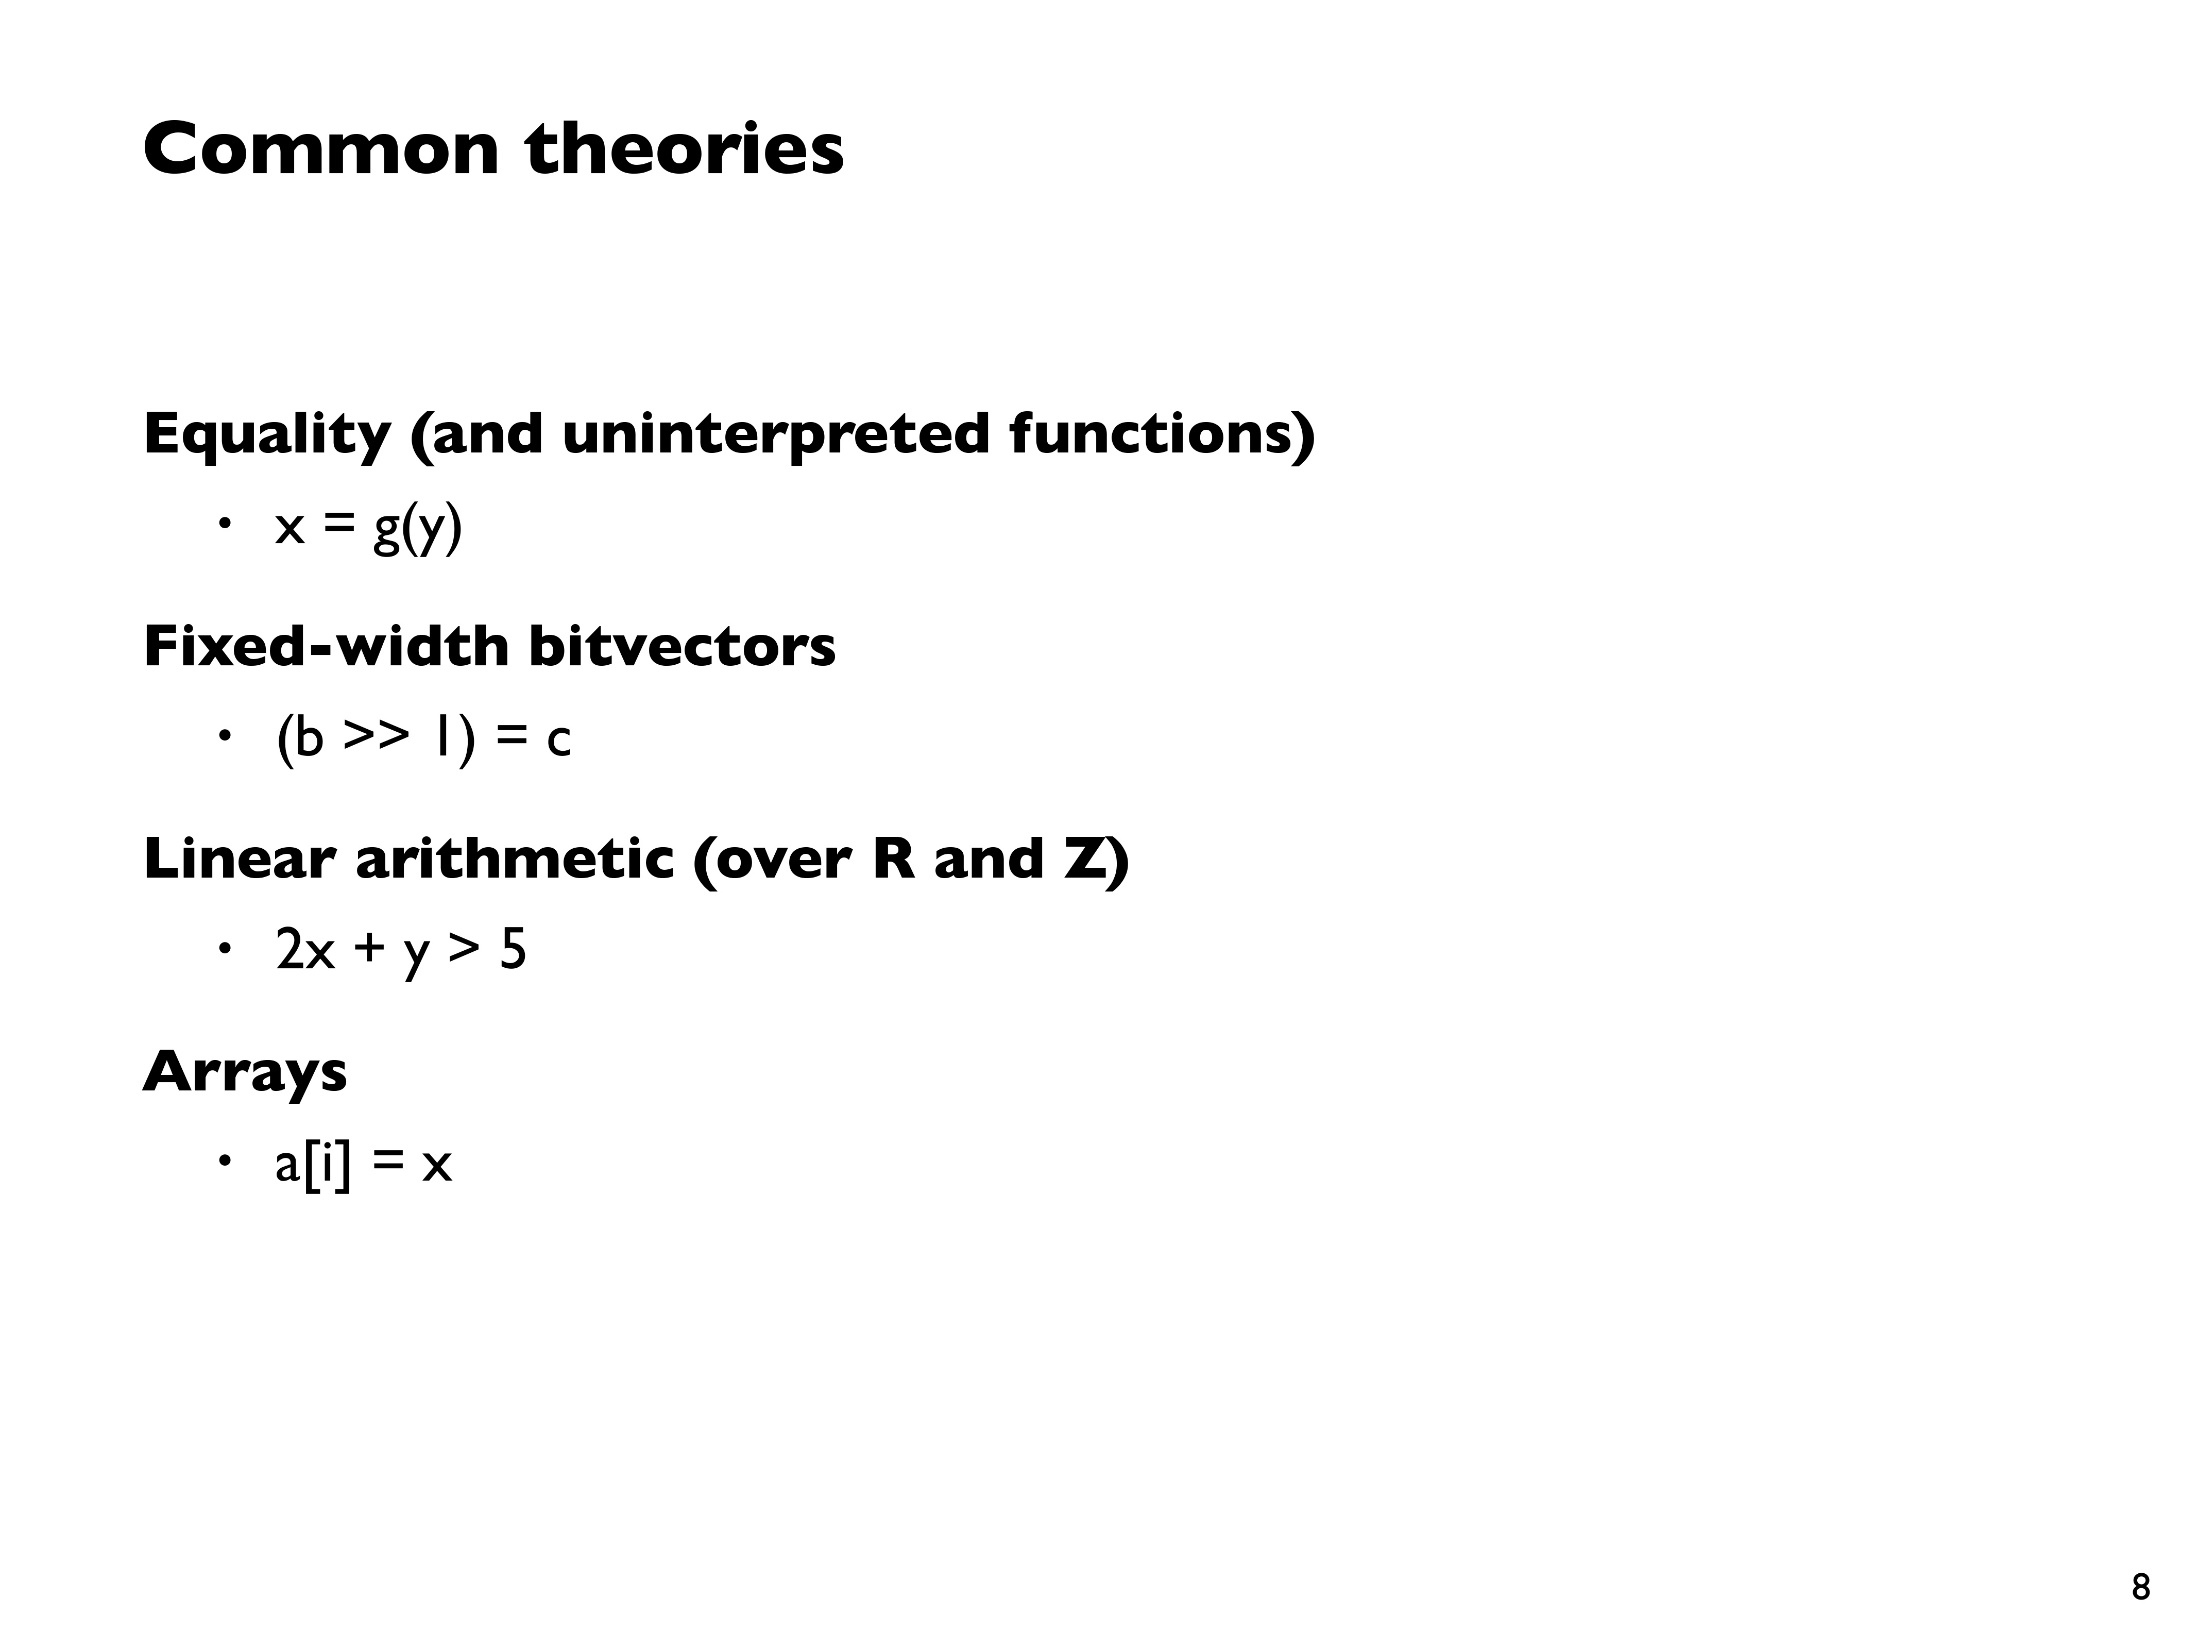 Common theories
Equality (and uninterpreted functions)
• x = g(y)
Fixed-width bitvectors
• (b >> 1) = c
Linear arithmetic (over R and Z)
• 2x + y > 5
Arrays
• a[i] = x
8